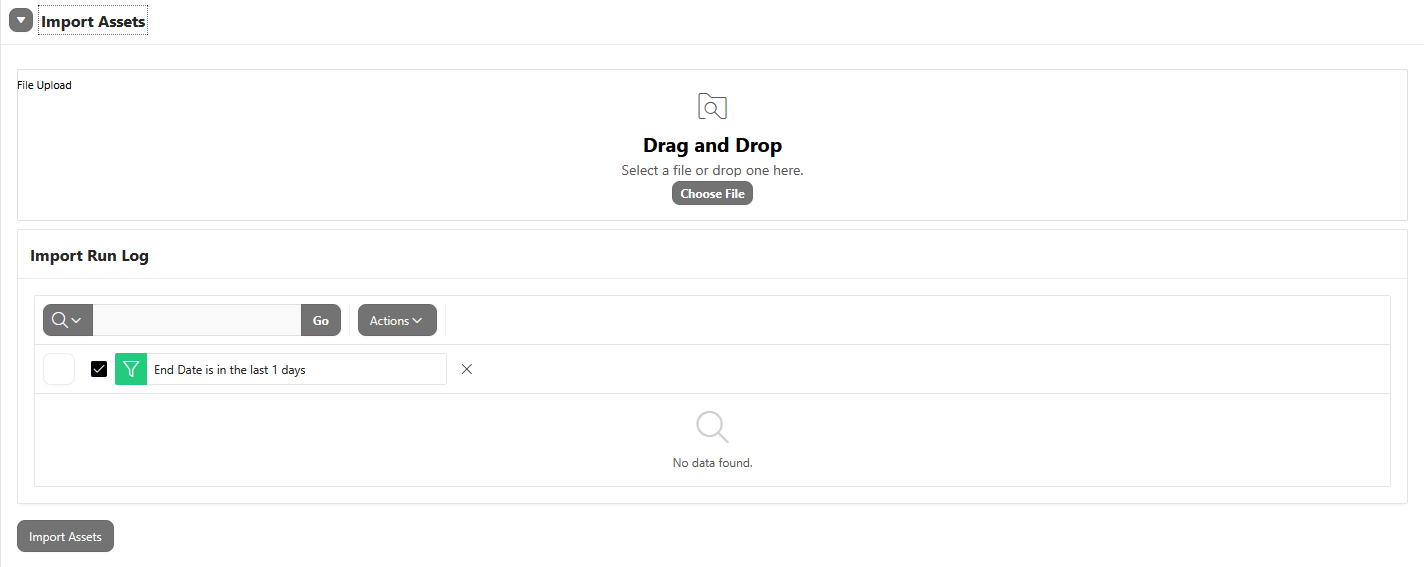 Import Assets
File Upload
Drag and Drop
Select a file or drop one here.
Choose File
Import Run Log
Go
Actions
End Date is in the last 1 days
No data found.
Import Assets